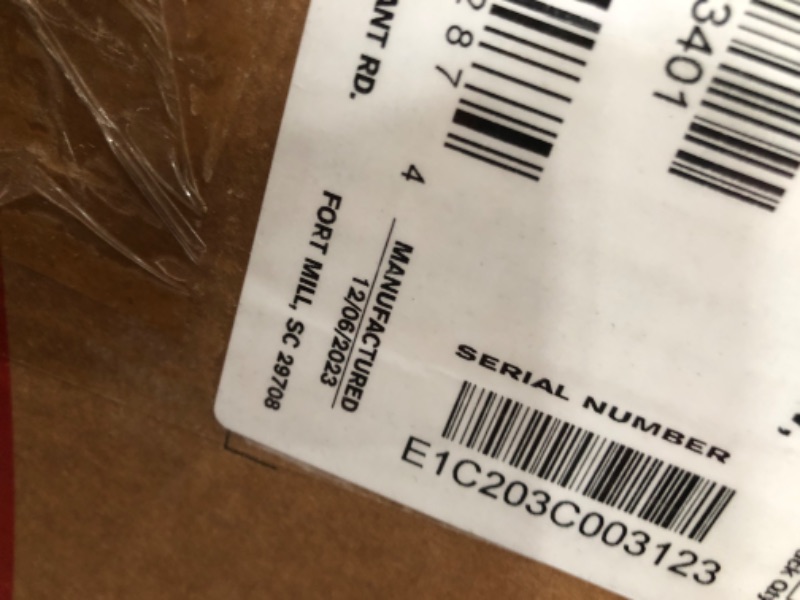 ANT RD.
FORT MILL, SC 29708
287
4
MANUFACTURED
12/06/2023
3401
SERIAL NUMBER
E1C203C003123